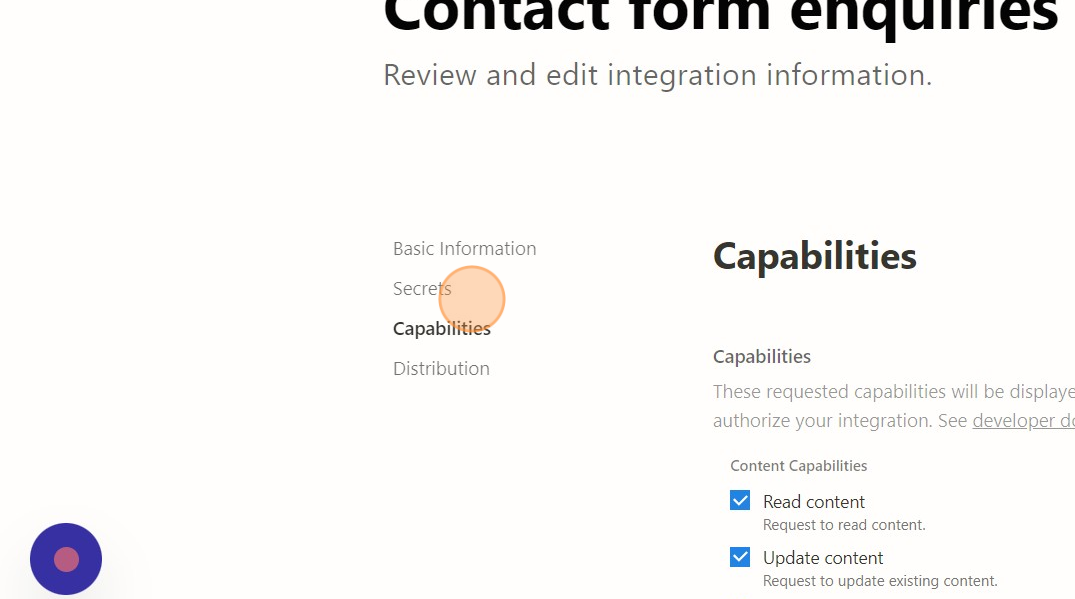 Contact form enquiries
Review and edit integration information.
Basic Information
Secrets
Capabilities
Distribution
Capabilities
Capabilities
These requested capabilities will be displaye
authorize your integration. See developer do
Content Capabilities
Read content
Request to read content.
Update content
Request to update existing content.